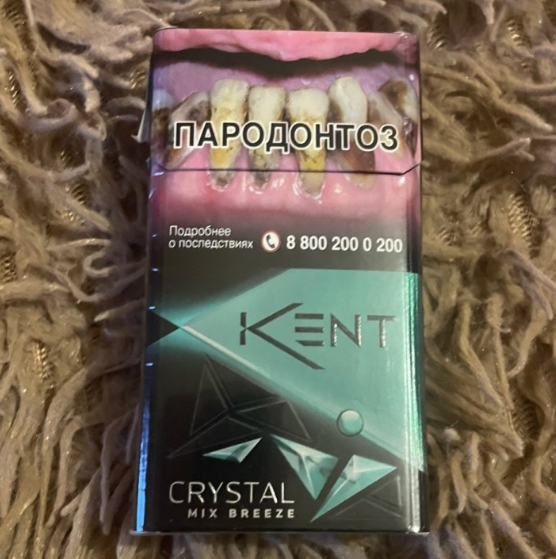 ПАРОДОНТОЗ
Подробнее
о последствиях 8 800 200 0 200
KENT
CRYSTAL
MIX BREEZE